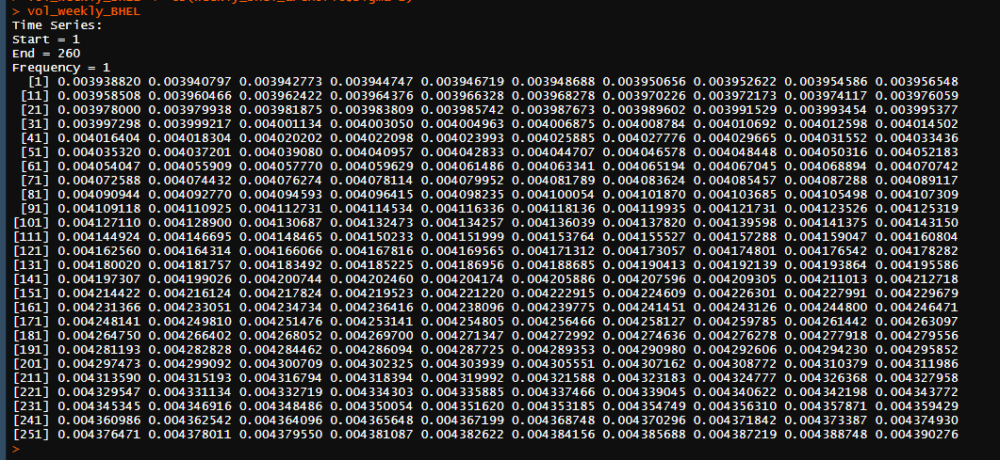 > vol_weekly_BHEL
Time Series:
Start = 1
End = 260
Frequency = 1
[1] 0.003938820 0.003940797 0.003942773 0.003944747 0.003946719 0.003948688 0.003950656 0.003952622 0.003954586 0.003956548
[11] 0.003958508 0.003960466 0.003962422 0.003964376 0.003966328 0.003968278 0.003970226 0.003972173 0.003974117 0.003976059
[21] 0.003978000 0.003979938 0.003981875 0.003983809 0.003985742 0.003987673 0.003989602 0.003991529 0.003993454 0.003995377
[31] 0.003997298 0.003999217 0.004001134 0.004003050 0.004004963 0.004006875 0.004008784 0.004010692 0.004012598 0.004014502
[41] 0.004016404 0.004018304 0.004020202 0.004022098 0.004023993 0.004025885 0.004027776 0.004029665 0.004031552 0.004033436
[51] 0.004035320 0.004037201 0.004039080 0.004040957 0.004042833 0.004044707 0.004046578 0.004048448 0.004050316 0.004052183
[61] 0.004054047 0.004055909 0.004057770 0.004059629 0.004061486 0.004063341 0.004065194 0.004067045 0.004068894 0.004070742
[71] 0.004072588 0.004074432 0.004076274 0.004078114 0.004079952 0.004081789 0.004083624 0.004085457 0.004087288 0.004089117
[81] 0.004090944 0.004092770 0.004094593 0.004096415 0.004098235 0.004100054 0.004101870 0.004103685 0.004105498 0.004107309
[91] 0.004109118 0.004110925 0.004112731 0.004114534 0.004116336 0.004118136 0.004119935 0.004121731 0.004123526 0.004125319
[101] 0.004127110 0.004128900 0.004130687 0.004132473 0.004134257 0.004136039 0.004137820 0.004139598 0.004141375 0.004143150
[111] 0.004144924 0.004146695 0.004148465 0.004150233 0.004151999 0.004153764 0.004155527 0.004157288 0.004159047 0.004160804
[121] 0.004162560 0.004164314 0.004166066 0.004167816 0.004169565 0.004171312 0.004173057 0.004174801 0.004176542 0.004178282
[131] 0.004180020 0.004181757 0.004183492 0.004185225 0.004186956 0.004188685 0.004190413 0.004192139 0.004193864 0.004195586
[141] 0.004197307 0.004199026 0.004200744 0.004202460 0.004204174 0.004205886 0.004207596 0.004209305 0.004211013 0.004212718
[151] 0.004214422 0.004216124 0.004217824 0.004219523 0.004221220 0.004222915 0.004224609 0.004226301 0.004227991 0.004229679
[161] 0.004231366 0.004233051 0.004234734 0.004236416 0.004238096 0.004239775 0.004241451 0.004243126 0.004244800 0.004246471
[171] 0.004248141 0.004249810 0.004251476 0.004253141 0.004254805 0.004256466 0.004258127 0.004259785 0.004261442 0.004263097
[181] 0.004264750 0.004266402 0.004268052 0.004269700 0.004271347 0.004272992 0.004274636 0.004276278 0.004277918 0.004279556
[191] 0.004281193 0.004282828 0.004284462 0.004286094 0.004287725 0.004289353 0.004290980 0.004292606 0.004294230 0.004295852
[201] 0.004297473 0.004299092 0.004300709 0.004302325 0.004303939 0.004305551 0.004307162 0.004308772 0.004310379 0.004311986
[211] 0.004313590 0.004315193 0.004316794 0.004318394 0.004319992 0.004321588 0.004323183 0.004324777 0.004326368 0.004327958
[221] 0.004329547 0.004331134 0.004332719 0.004334303 0.004335885 0.004337466 0.004339045 0.004340622 0.004342198 0.004343772
[231] 0.004345345 0.004346916 0.004348486 0.004350054 0.004351620 0.004353185 0.004354749 0.004356310 0.004357871 0.004359429
[241] 0.004360986 0.004362542 0.004364096 0.004365648 0.004367199 0.004368748 0.004370296 0.004371842 0.004373387 0.004374930
[251] 0.004376471 0.004378011 0.004379550 0.004381087 0.004382622 0.004384156 0.004385688 0.004387219 0.004388748 0.004390276
>